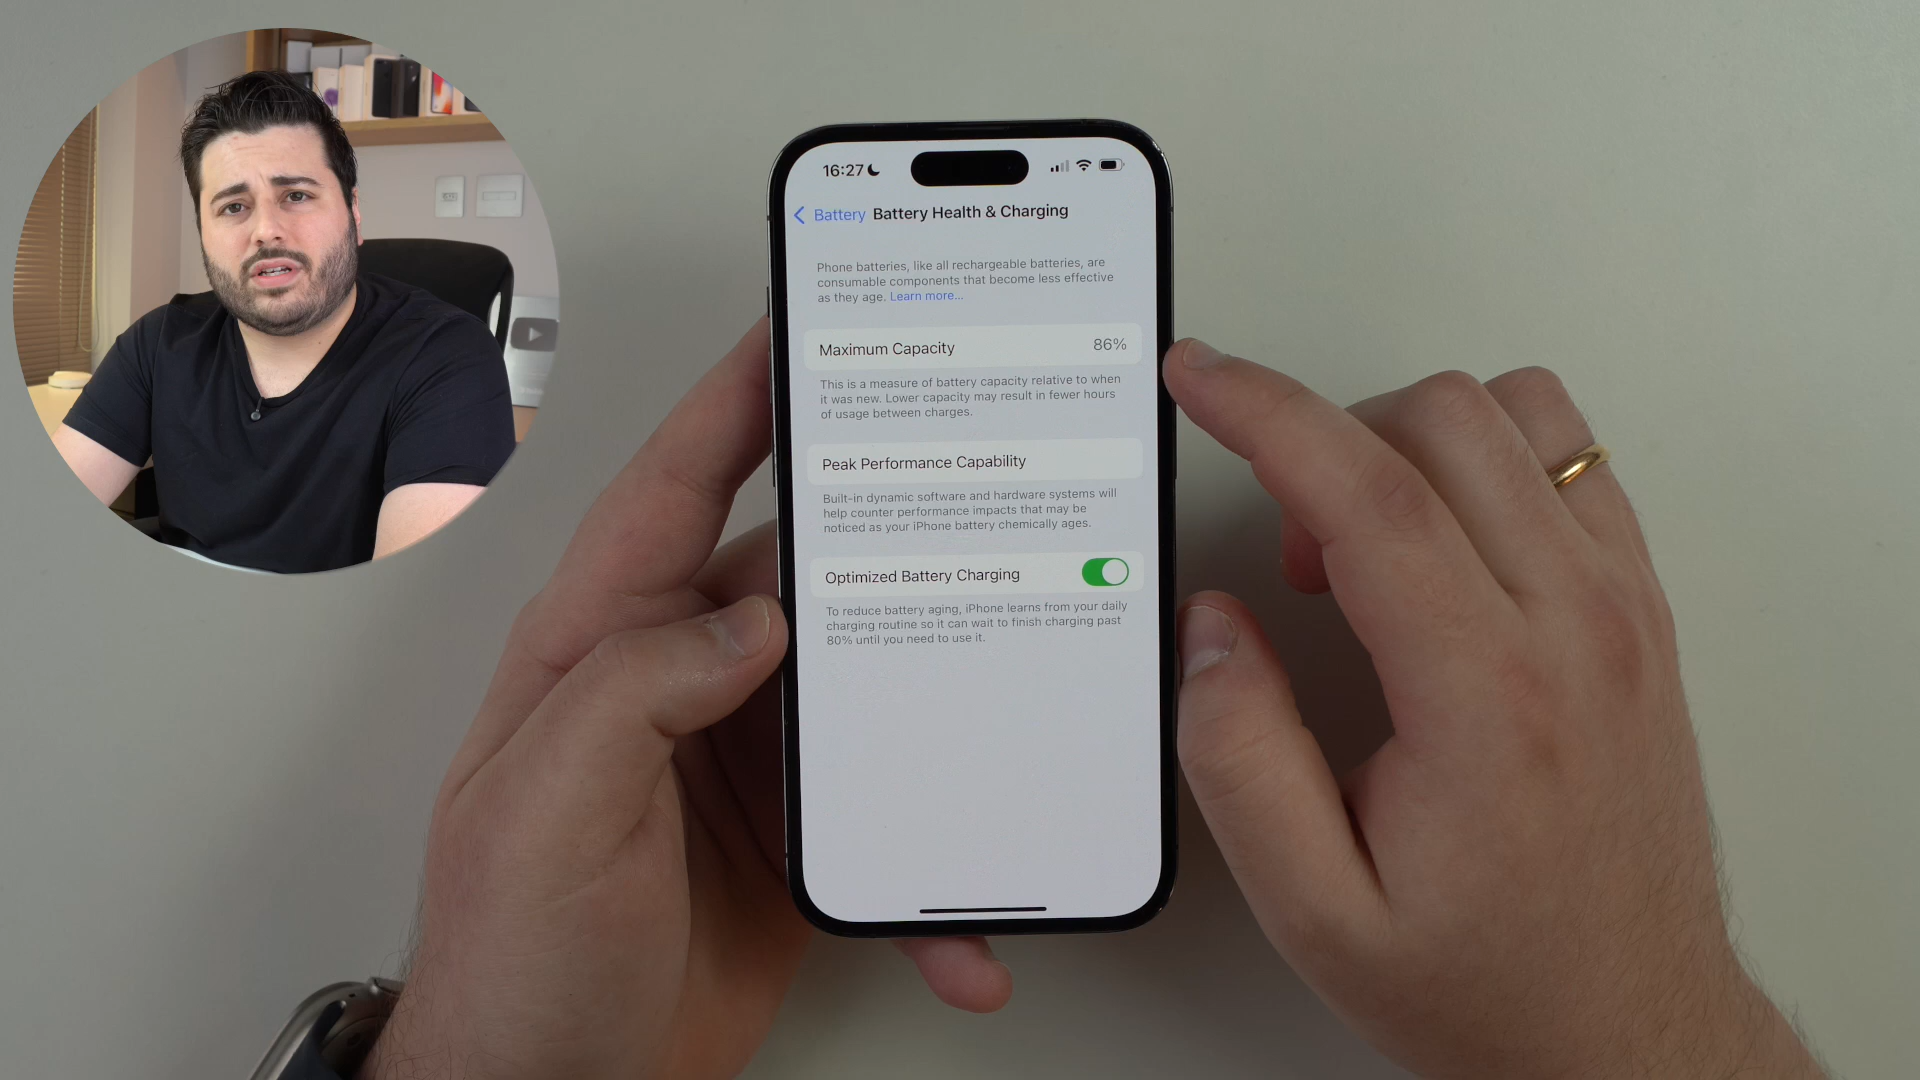 16:27
Battery Battery Health & Charging
Phone batteries, like all rechargeable batteries, are
consumable components that become less effective
as they age. Learn more...
Maximum Capacity 86%
This is a measure of battery capacity relative to when
it was new. Lower capacity may result in fewer hours
of usage between charges.
Peak Performance Capability
Built-in dynamic software and hardware systems will
help counter performance impacts that may be
noticed as your iPhone battery chemically ages.
Optimized Battery Charging
To reduce battery aging, iPhone learns from your daily
charging routine so it can wait to finish charging past
80% until you need to use it.